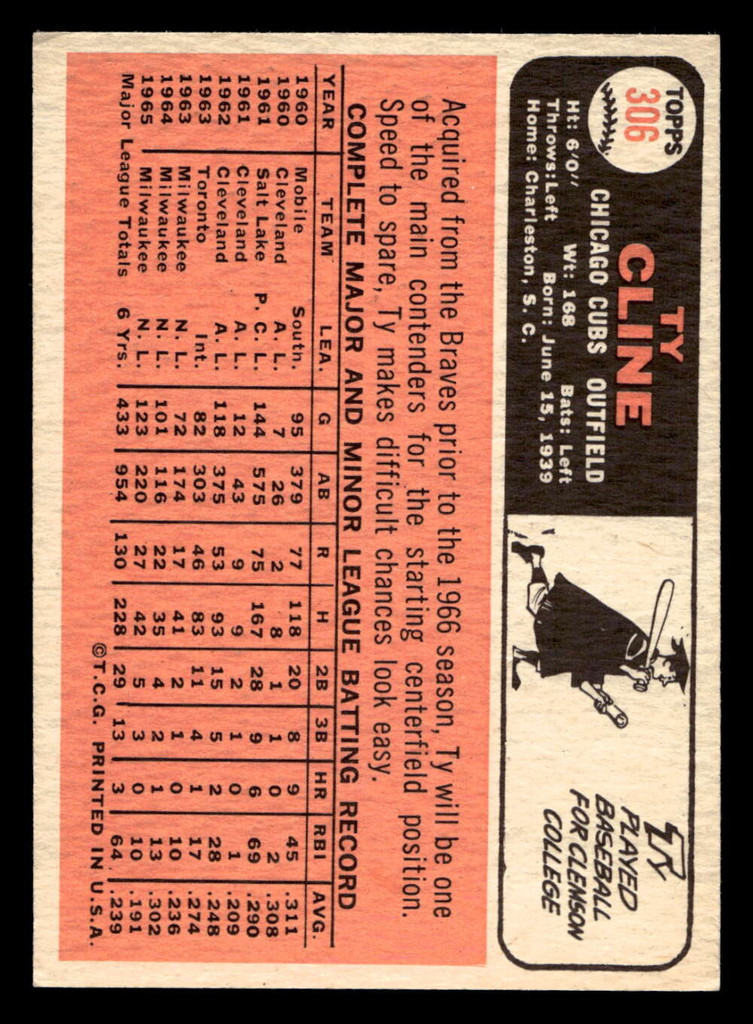 TOPPS
306
TY
CLINE
CHICAGO CUBS OUTFIELD
Ht: 6'0" Wt: 168 Bats: Left
Throws: Left Born: June 15, 1939
Home: Charleston, S. C.
TY
PLAYED
BASEBALL
FOR CLEMSON
COLLEGE
Acquired from the Braves prior to the 1966 season, Ty will be one
of the main contenders for the starting centerfield position.
Speed to spare, Ty makes difficult chances look easy.
COMPLETE MAJOR AND MINOR LEAGUE BATTING RECORD
YEAR TEAM LEA. G AB R H 2B 3B HR RBI AVG.
1960 Mobile South. 95 379 77 118 20 8 9 45 .311
1960 Cleveland A. L. 7 26 2 8 1 1 0 2 .308
1961 Salt Lake P. C. L. 144 575 75 167 28 9 6 69 .290
1961 Cleveland A. L. 12 43 9 9 2 1 0 1 .209
1962 Cleveland A. L. 118 375 53 93 15 5 2 28 .248
1963 Toronto Int. 82 303 46 83 11 4 1 17 .274
1963 Milwaukee N. L. 72 174 17 41 2 1 0 10 .236
1964 Milwaukee N. L. 101 116 22 35 4 2 1 13 .302
1965 Milwaukee N. L. 123 220 27 42 5 3 0 10 .191
Major League Totals 6 Yrs. 433 954 130 228 29 13 3 64 .239
©T.C.G. PRINTED IN U.S.A.